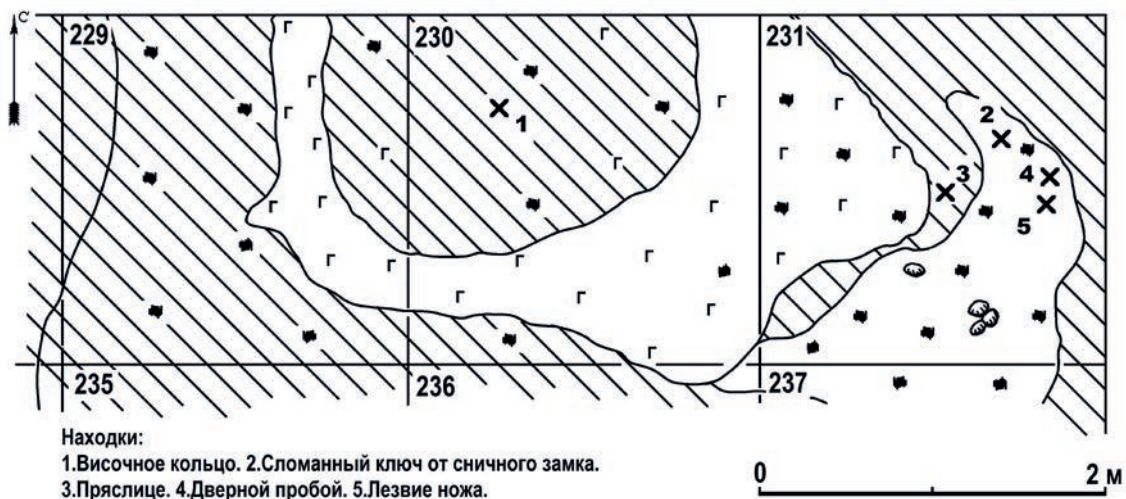 С
229 230 231
2
1 3 4
5
Г Г Г Г Г Г Г Г Г Г Г Г Г Г Г Г Г Г Г Г Г Г Г Г
235 236 237
Находки:
1.Височное кольцо. 2.Сломанный ключ от сничного замка.
3.Пряслице. 4.Дверной пробой. 5.Лезвие ножа.
0 2 м